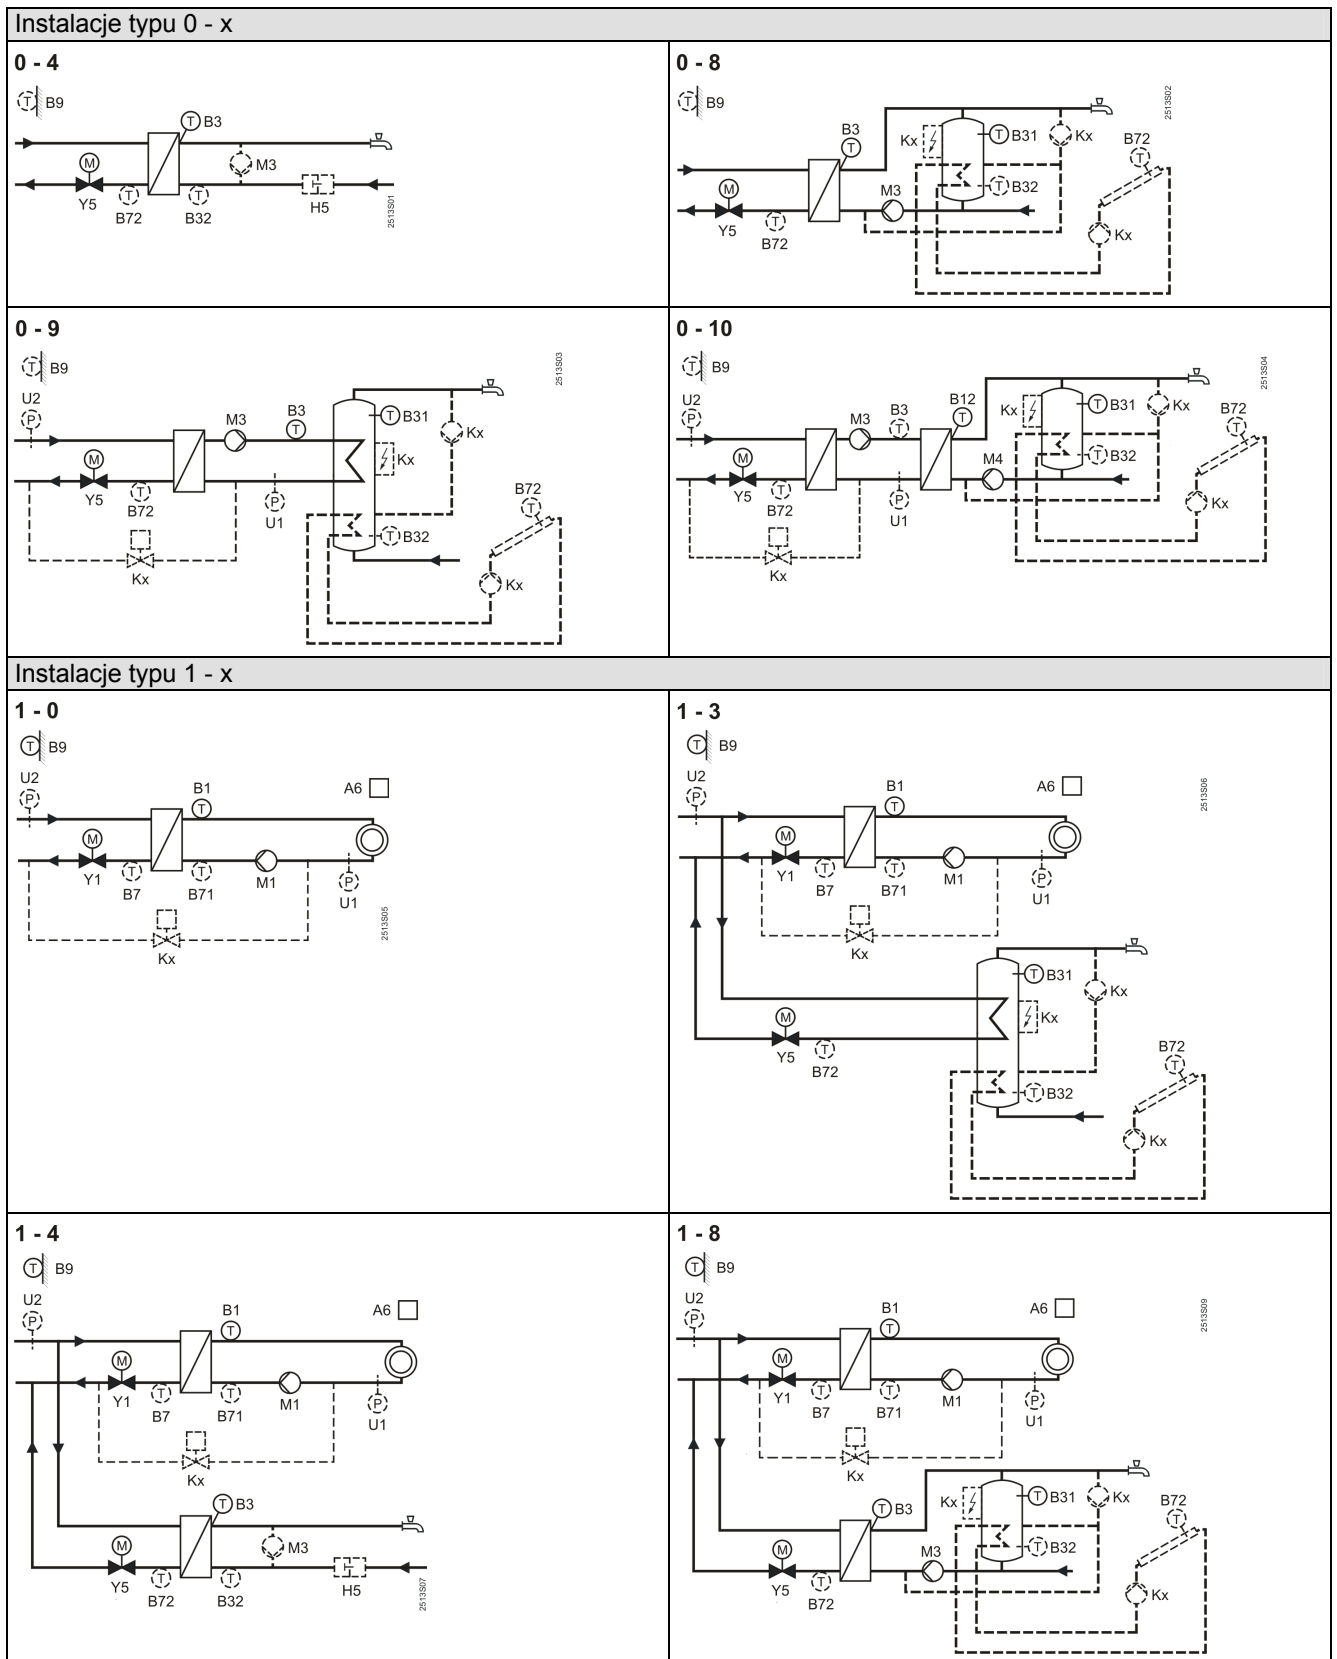 Instalacje typu 0 - x
0 - 4
T B9
T B3
M3
M
Y5
T
B72
T
B32
H5
2513S01
0 - 8
T B9
2513S02
B3
T
Kx
T B31
Kx
B72
T
M
Y5
T
B72
M3
T B32
Kx
0 - 9
T B9
2513S03
U2
P
M3
B3
T
T B31
Kx
M
Y5
T
B72
P
U1
Kx
B72
T
T B32
Kx
Kx
0 - 10
T B9
2513S04
U2
P
M3
B3
T
B12
T
Kx
T B31
Kx
B72
T
M
Y5
T
B72
P
U1
M4
T B32
Kx
Kx
Instalacje typu 1 - x
1 - 0
T B9
U2
P
B1
T
A6
M
Y1
T
B7
T
B71
M1
P
U1
Kx
2513S05
1 - 3
T B9
U2
P
B1
T
A6
2513S06
M
Y1
T
B7
T
B71
M1
P
U1
Kx
T B31
Kx
Kx
M
Y5
T
B72
B72
T
T B32
Kx
1 - 4
T B9
U2
P
B1
T
A6
M
Y1
T
B7
T
B71
M1
P
U1
Kx
T B3
M3
M
Y5
T
B72
T
B32
H5
2513S07
1 - 8
T B9
U2
P
B1
T
A6
2513S09
M
Y1
T
B7
T
B71
M1
P
U1
Kx
T B3
Kx
T B31
Kx
B72
T
M
Y5
T
B72
M3
T B32
Kx